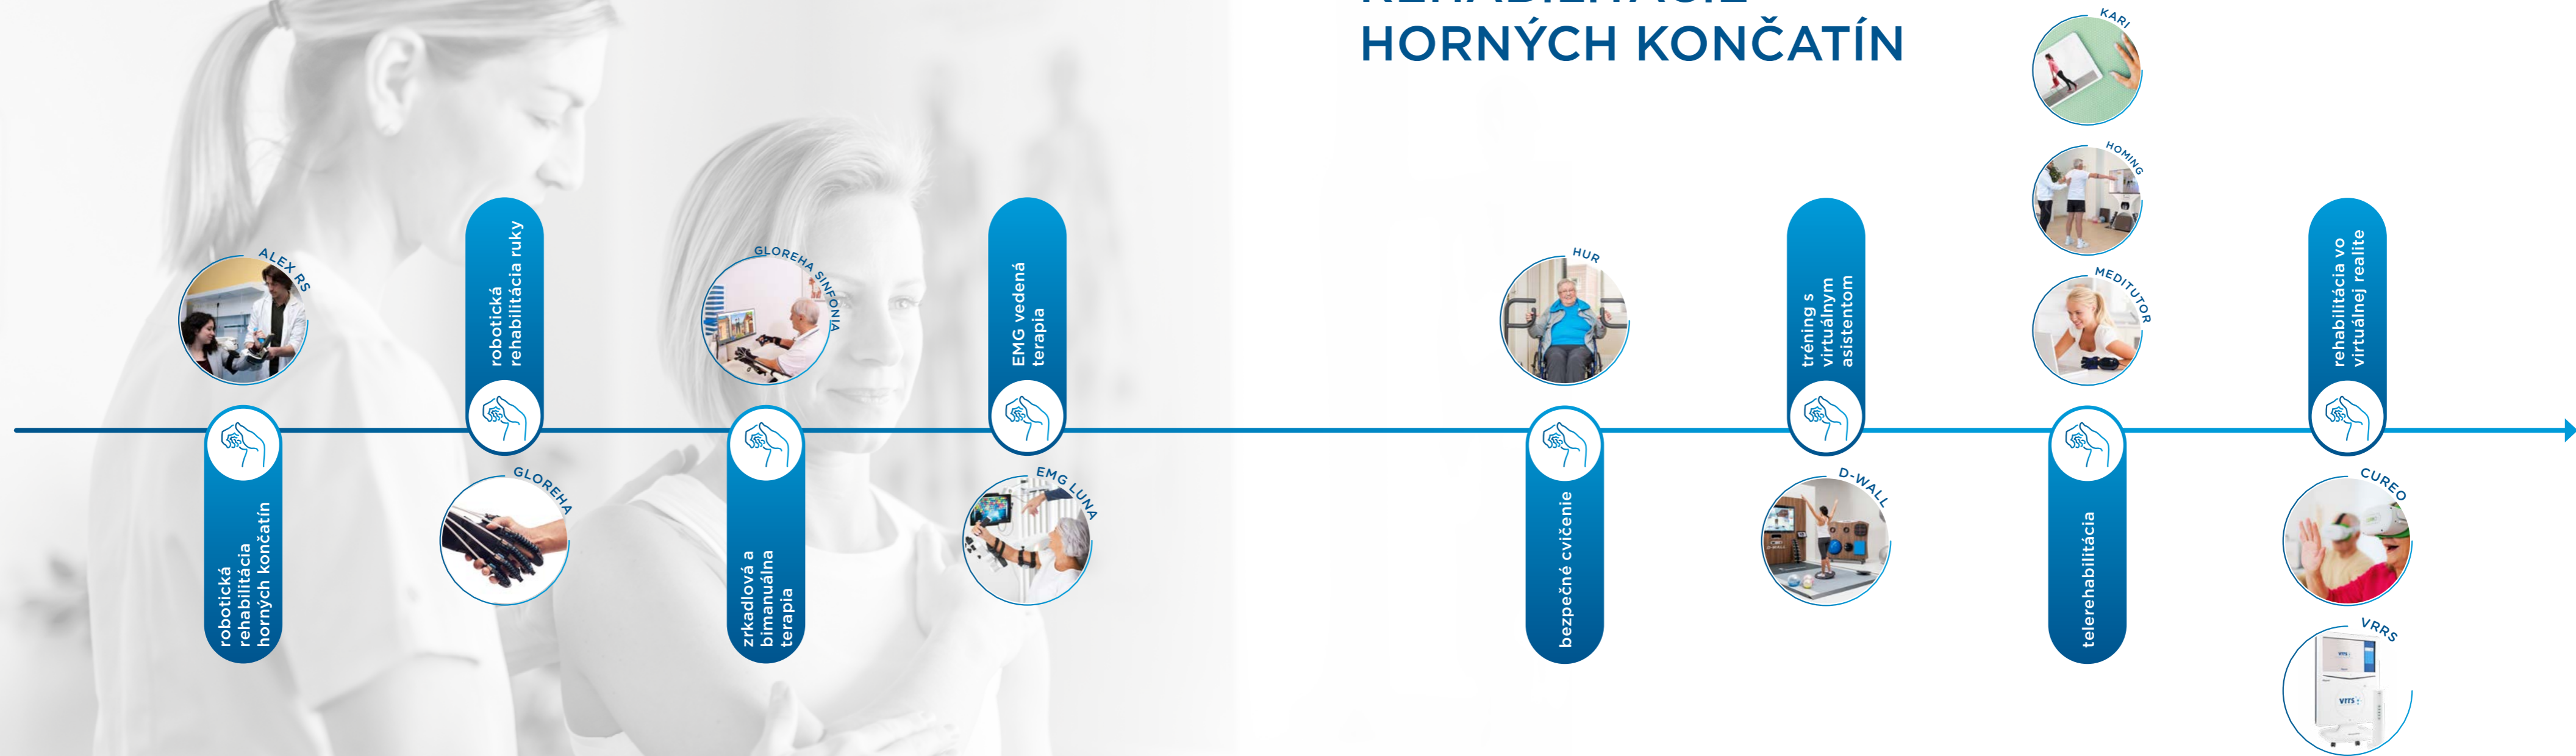 HORNÝCH KONČATÍN
ALEX RS
robotická
rehabilitácia
horných končatín
robotická
rehabilitácia ruky
GLOREHA
GLOREHA SINFONIA
zrkadlová a
bimanuálna
terapia
EMG vedená
terapia
EMG LUNA
HUR
bezpečné cvičenie
tréning s
virtuálnym
asistentom
D-WALL
KARI
HOMING
MEDITUTOR
telerehabilitácia
rehabilitácia vo
virtuálnej realite
CUREO
VRRS